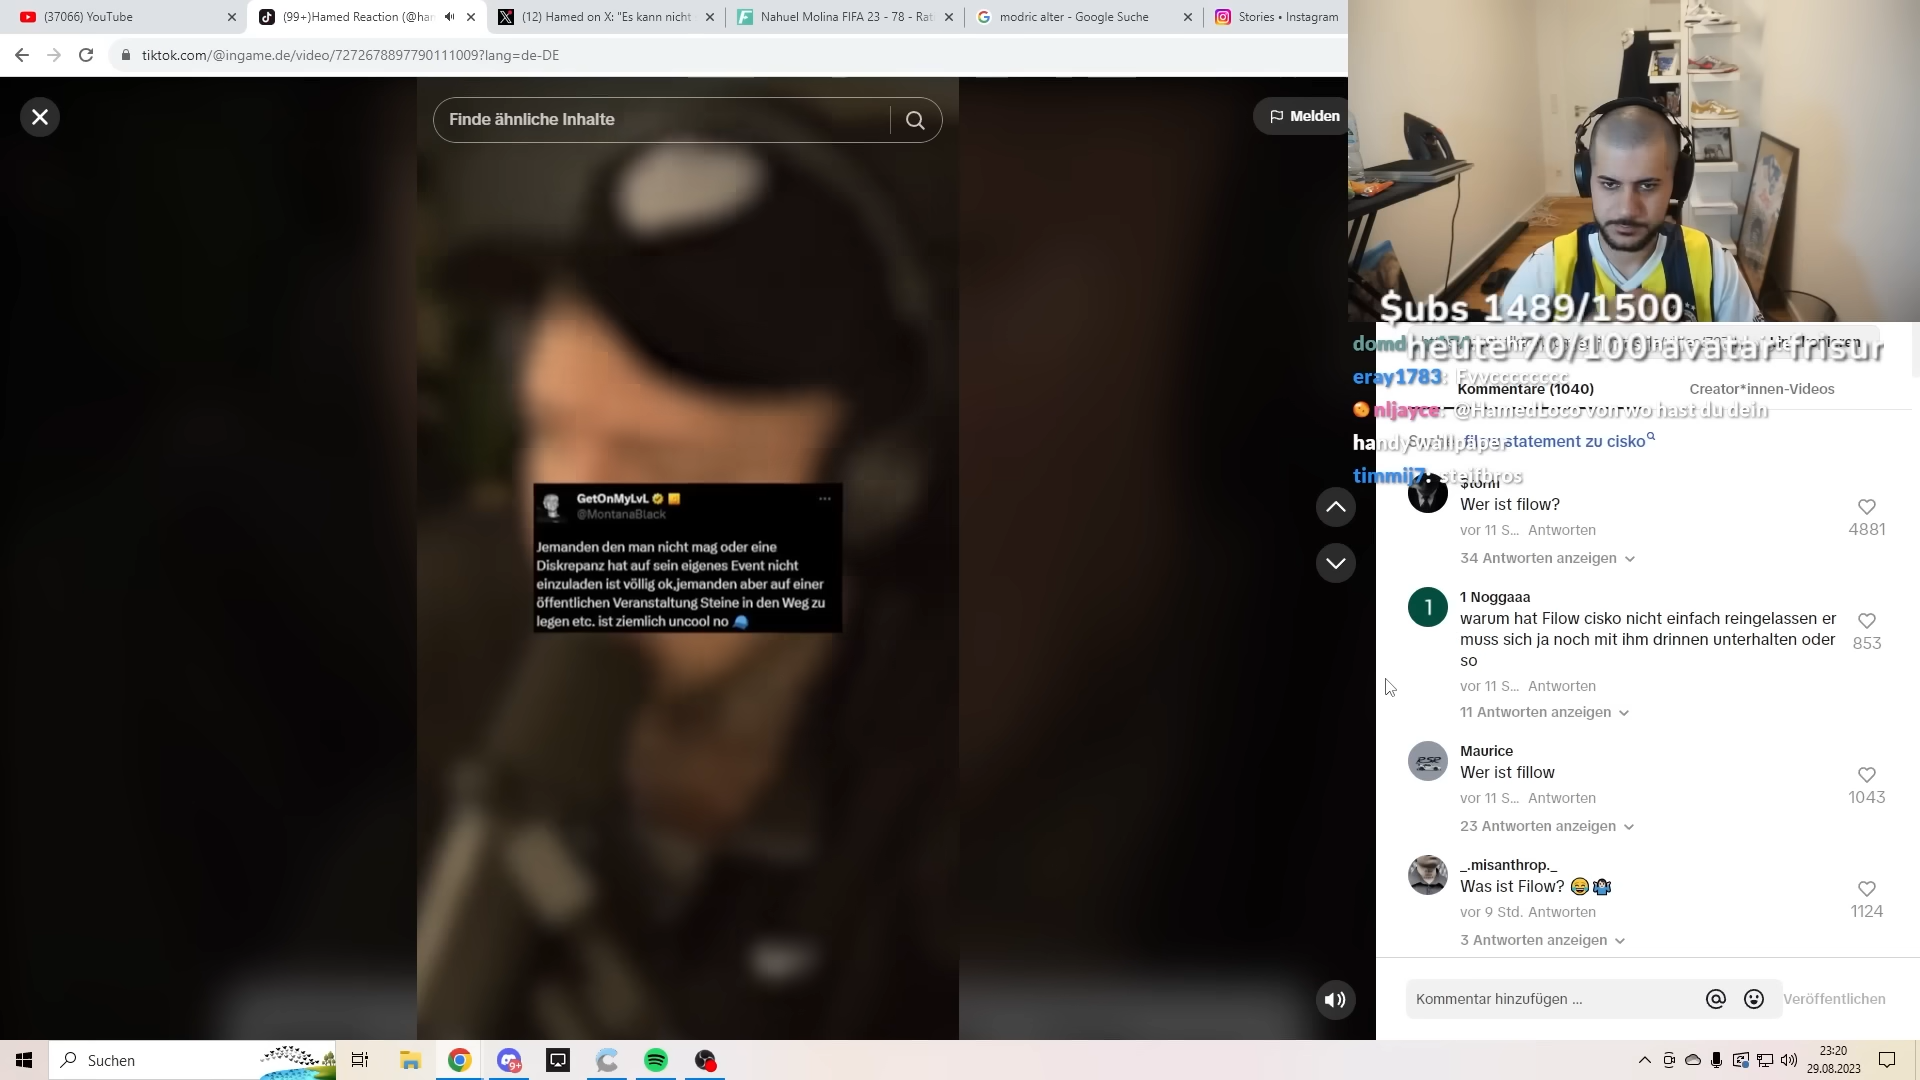 (37066) YouTube
(99+)Hamed Reaction (@har
(12) Hamed on X: "Es kann nicht
Nahuel Molina FIFA 23 - 78 - Rat
modric alter - Google Suche
Stories • Instagram
tiktok.com/@ingame.de/video/7272678897790111009?lang=de-DE
Finde ähnliche Inhalte
Melden
GetOnMyLvL
@MontanaBlack
Jemanden den man nicht mag oder eine
Diskrepanz hat auf sein eigenes Event nicht
einzuladen ist völlig ok,jemanden aber auf einer
öffentlichen Veranstaltung Steine in den Weg zu
legen etc. ist ziemlich uncool no 🧢
$ubs 1489/1500
heute 70/100 avatar frisur
eray1783: Fyvcccccccc
Kommentare (1040)
Creator*innen-Videos
nljayce: @HamedLoco von wo hast du dein
handy wallpaper
statement zu cisko
timmij7: steifbros
$torm
Wer ist filow?
vor 11 S... Antworten
4881
34 Antworten anzeigen
1
1 Noggaaa
warum hat Filow cisko nicht einfach reingelassen er
muss sich ja noch mit ihm drinnen unterhalten oder
so
853
vor 11 S... Antworten
11 Antworten anzeigen
Maurice
Wer ist fillow
vor 11 S... Antworten
1043
23 Antworten anzeigen
_.misanthrop._
Was ist Filow? 😂🤷
vor 9 Std. Antworten
1124
3 Antworten anzeigen
Kommentar hinzufügen ...
Veröffentlichen
Suchen
9+
23:20
29.08.2023